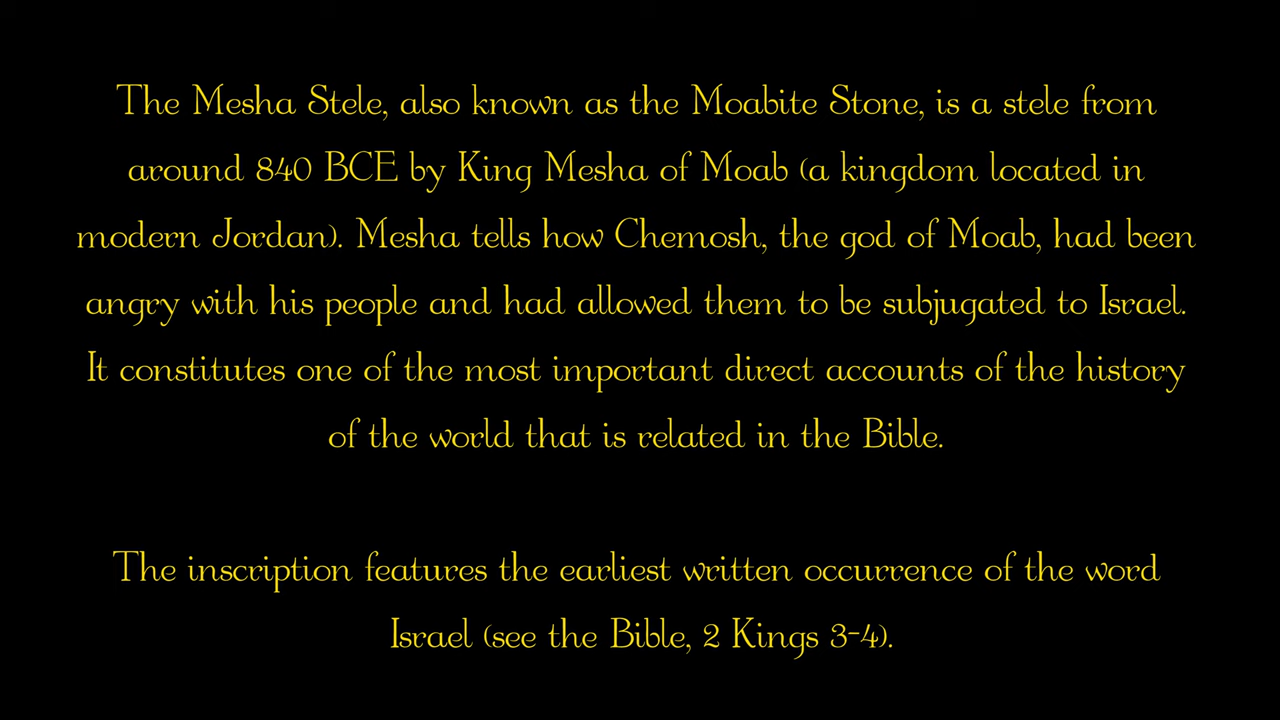 The Mesha Stele, also known as the Moabite Stone, is a stele from
around 840 BCE by King Mesha of Moab (a kingdom located in
modern Jordan). Mesha tells how Chemosh, the god of Moab, had been
angry with his people and had allowed them to be subjugated to Israel.
It constitutes one of the most important direct accounts of the history
of the world that is related in the Bible.
The inscription features the earliest written occurrence of the word
Israel (see the Bible, 2 Kings 3-4).